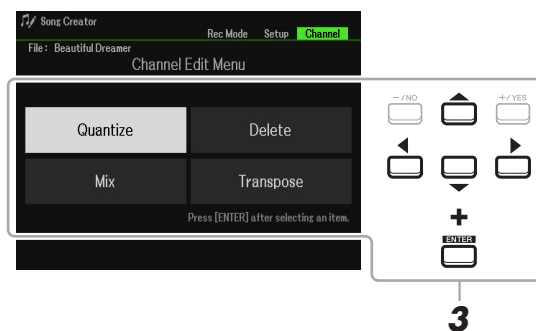 Song Creator
Rec Mode Setup Channel
File : Beautiful Dreamer
Channel Edit Menu
Quantize Delete
Mix Transpose
Press [ENTER] after selecting an item.
−/NO +/YES
+
ENTER
3